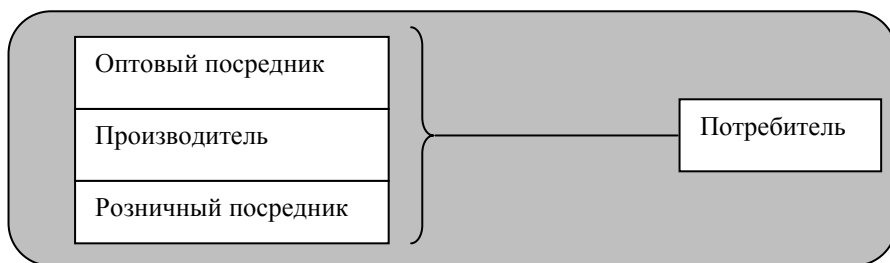 Оптовый посредник
Производитель
Розничный посредник
Потребитель